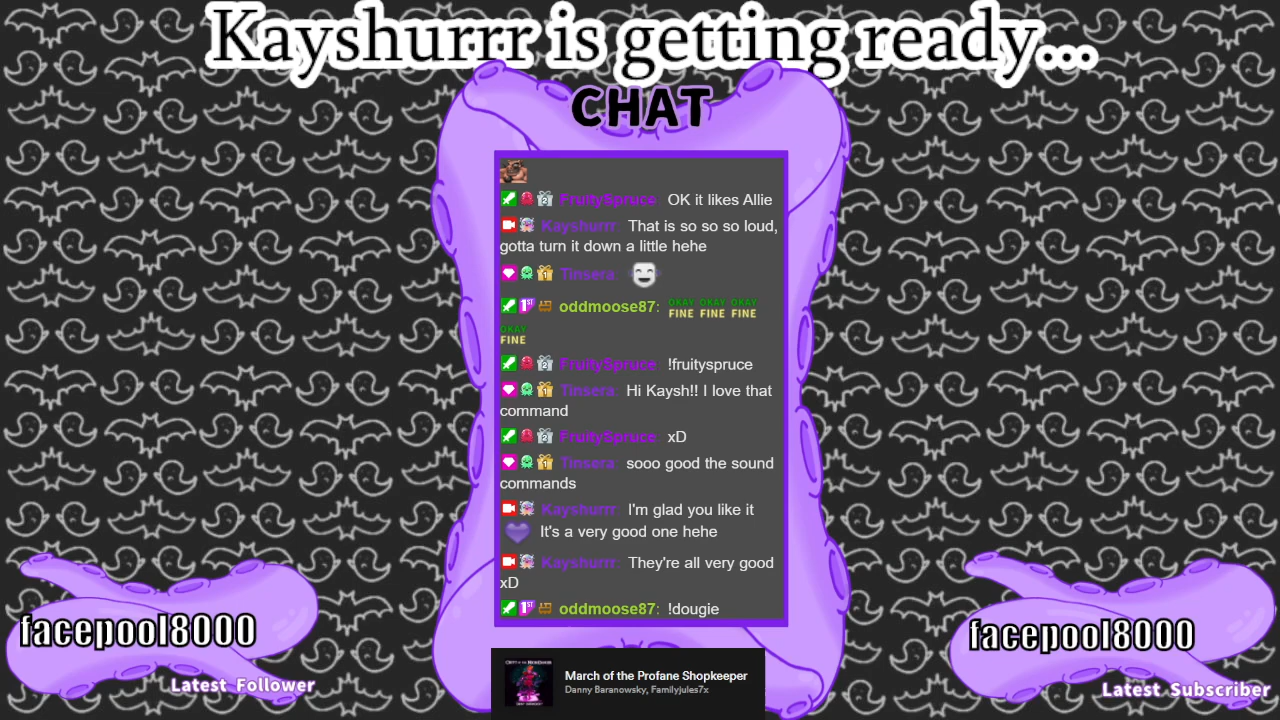 Kayshurrr is getting ready...
CHAT
FruitySpruce: OK it likes Allie
Kayshurrr: That is so so so loud,
gotta turn it down a little hehe
Tinsera:
oddmoose87: OKAY FINE OKAY FINE OKAY FINE
OKAY FINE
FruitySpruce: !fruityspruce
Tinsera: Hi Kaysh!! I love that
command
FruitySpruce: xD
Tinsera: sooo good the sound
commands
Kayshurrr: I'm glad you like it
It's a very good one hehe
Kayshurrr: They're all very good
xD
oddmoose87: !dougie
facepool8000
Latest Follower
facepool8000
Latest Subscriber
March of the Profane Shopkeeper
Danny Baranowsky, Familyjules7x